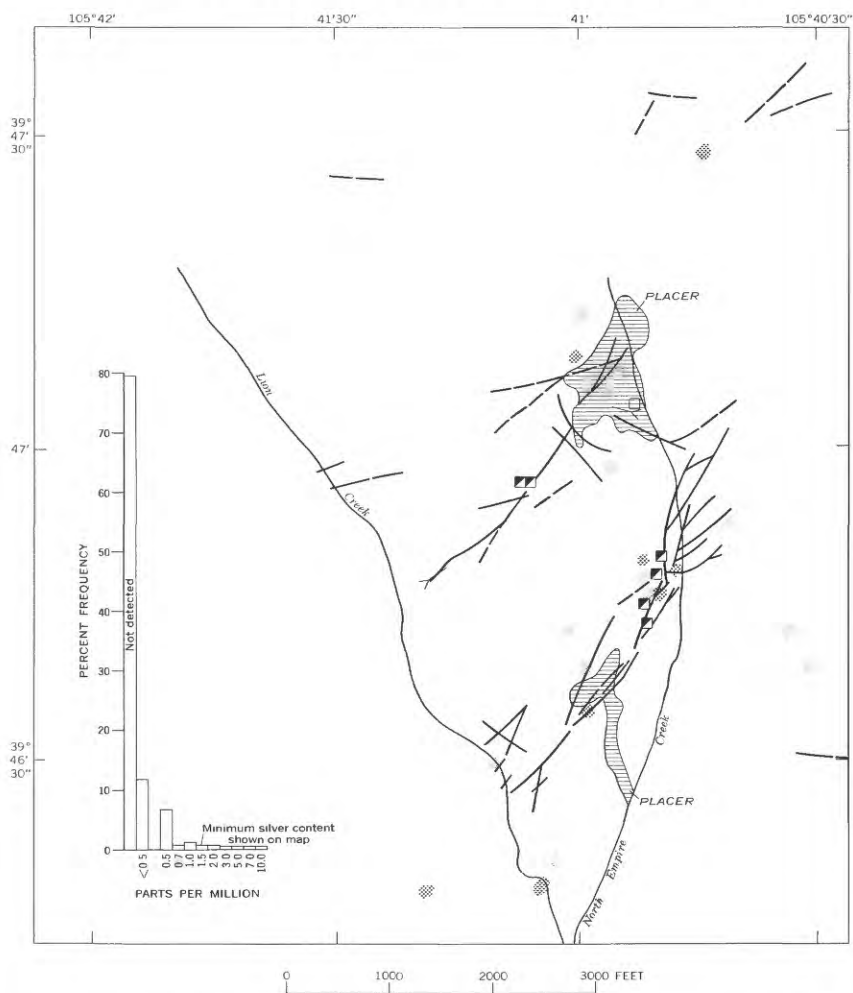 105°42' 41'30" 41' 105°40'30"
39°
47'
30"
PLACER
80
70
60
50
40
30
20
10
0
PERCENT FREQUENCY
Not detected
Lion
Creek
47'
39°
46'
30"
Creek
PLACER
Empire
North
Minimum silver content
shown on map
<0.5 0.5 0.7 1.0 1.5 2.0 3.0 5.0 7.0 10.0
PARTS PER MILLION
0 1000 2000 3000 FEET